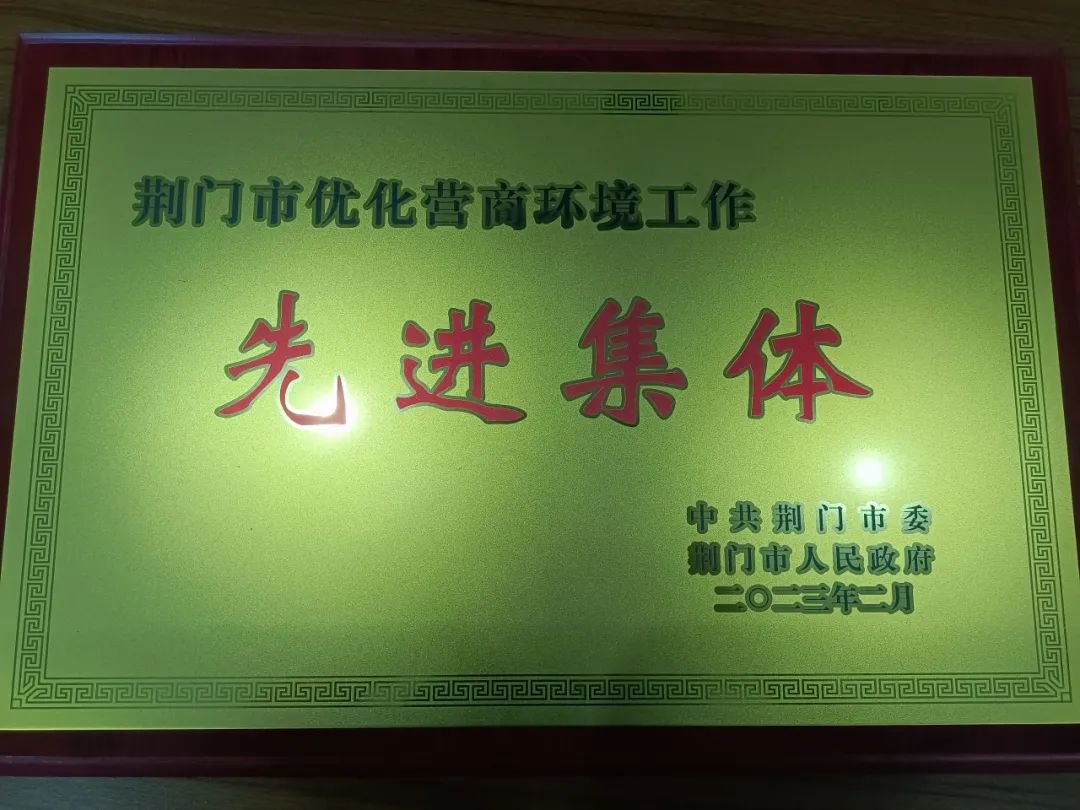 荆门市优化营商环境工作
先进集体
中共荆门市委
荆门市人民政府
二〇二三年二月